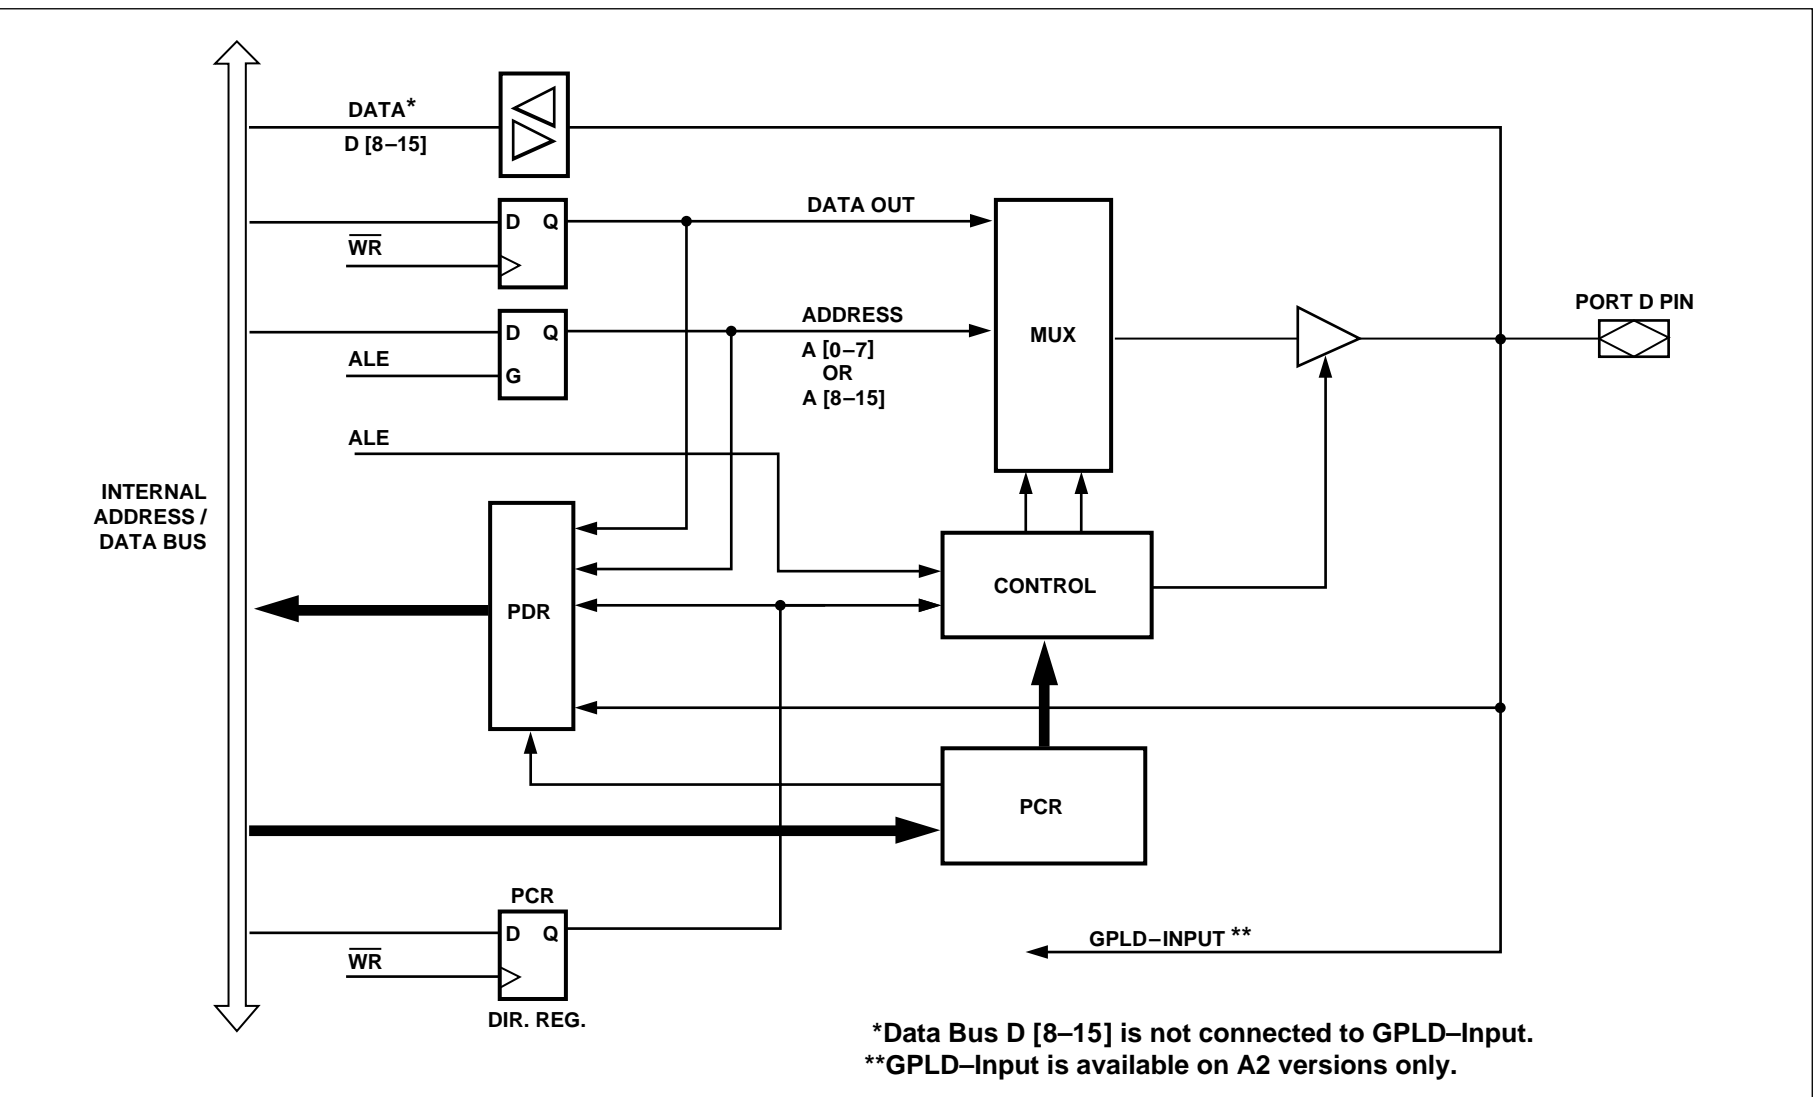 DATA*
D [8–15]
D Q
WR
DATA OUT
D Q
ALE
G
ADDRESS
A [0–7]
OR
A [8–15]
MUX
PORT D PIN
ALE
INTERNAL
ADDRESS /
DATA BUS
PDR
CONTROL
PCR
PCR
D Q
WR
DIR. REG.
GPLD–INPUT **
*Data Bus D [8–15] is not connected to GPLD–Input.
**GPLD–Input is available on A2 versions only.